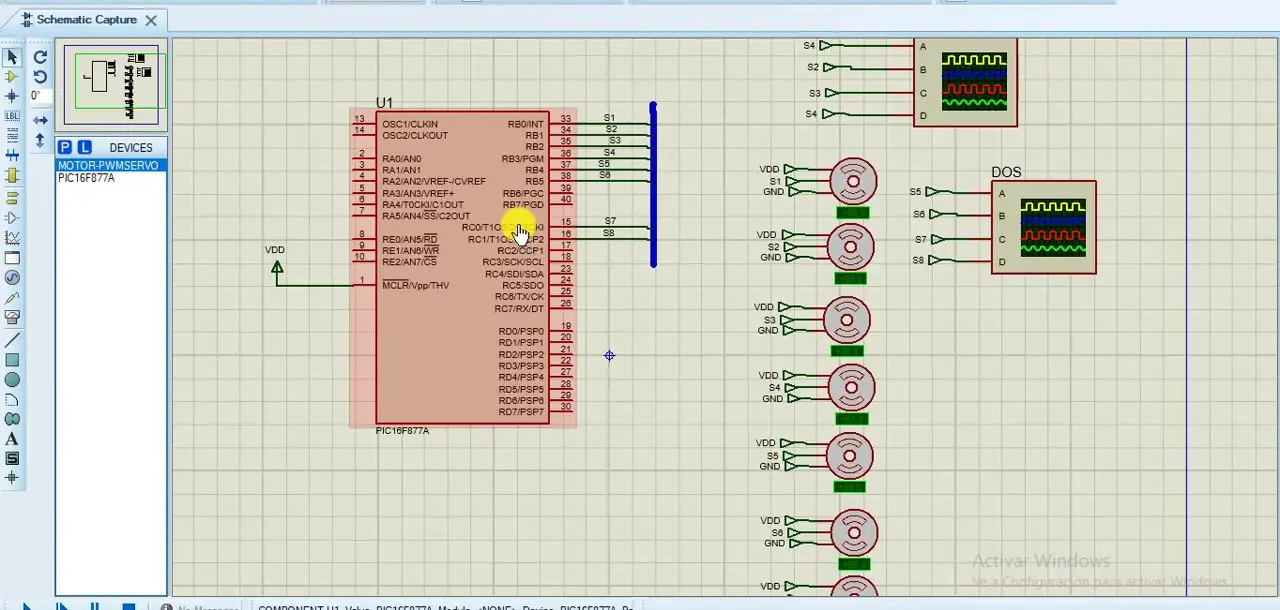 Schematic Capture
0°
P L DEVICES
MOTOR-PWMSERVO
PIC16F877A
U1
13 OSC1/CLKIN
14 OSC2/CLKOUT
2 RA0/AN0
3 RA1/AN1
4 RA2/AN2/VREF-/CVREF
5 RA3/AN3/VREF+
6 RA4/T0CKI/C1OUT
7 RA5/AN4/SS/C2OUT
8 RE0/AN5/RD
9 RE1/AN6/WR
10 RE2/AN7/CS
1 MCLR/Vpp/THV
VDD
RB0/INT 33 S1
RB1 34 S2
RB2 35 S3
RB3/PGM 36 S4
RB4 37 S5
RB5 38 S6
RB6/PGC 39
RB7/PGD 40
15 S7
16 S8
RC2/CCP1 17
RC3/SCK/SCL 18
RC4/SDI/SDA 23
RC5/SDO 24
RC6/TX/CK 25
RC7/RX/DT 26
RD0/PSP0 19
RD1/PSP1 20
RD2/PSP2 21
RD3/PSP3 22
RD4/PSP4 27
RD5/PSP5 28
RD6/PSP6 29
RD7/PSP7 30
PIC16F877A
S4 A
S2 B
S3 C
S4 D
VDD
S1
GND
VDD
S2
GND
VDD
S3
GND
VDD
S4
GND
VDD
S5
GND
VDD
S6
GND
VDD
DOS
S5 A
S6 B
S7 C
S8 D
Activar Windows
Ve a Configuración para activar Windows.
No Messages